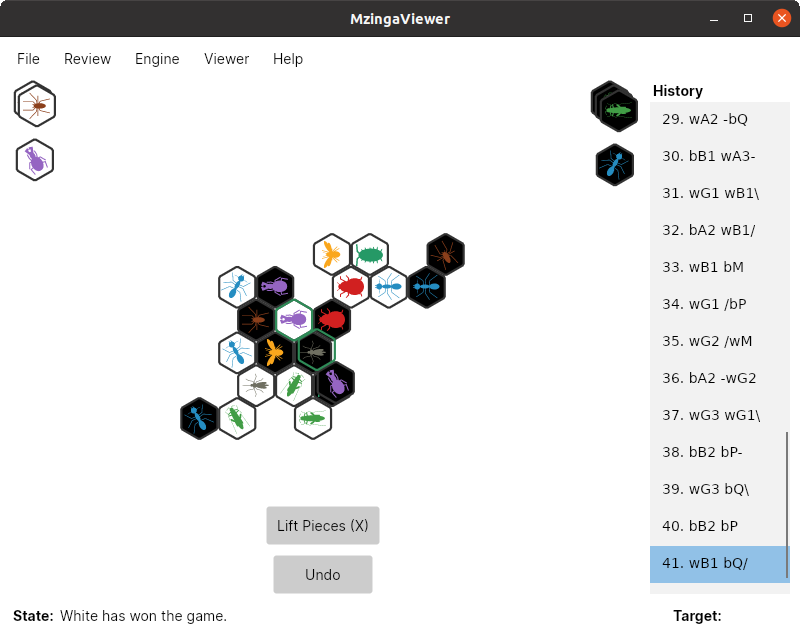 MzingaViewer
File Review Engine Viewer Help
History
29. wA2 -bQ
30. bB1 wA3-
31. wG1 wB1\
32. bA2 wB1/
33. wB1 bM
34. wG1 /bP
35. wG2 /wM
36. bA2 -wG2
37. wG3 wG1\
38. bB2 bP-
39. wG3 bQ\
40. bB2 bP
41. wB1 bQ/
Lift Pieces (X)
Undo
State: White has won the game.
Target: